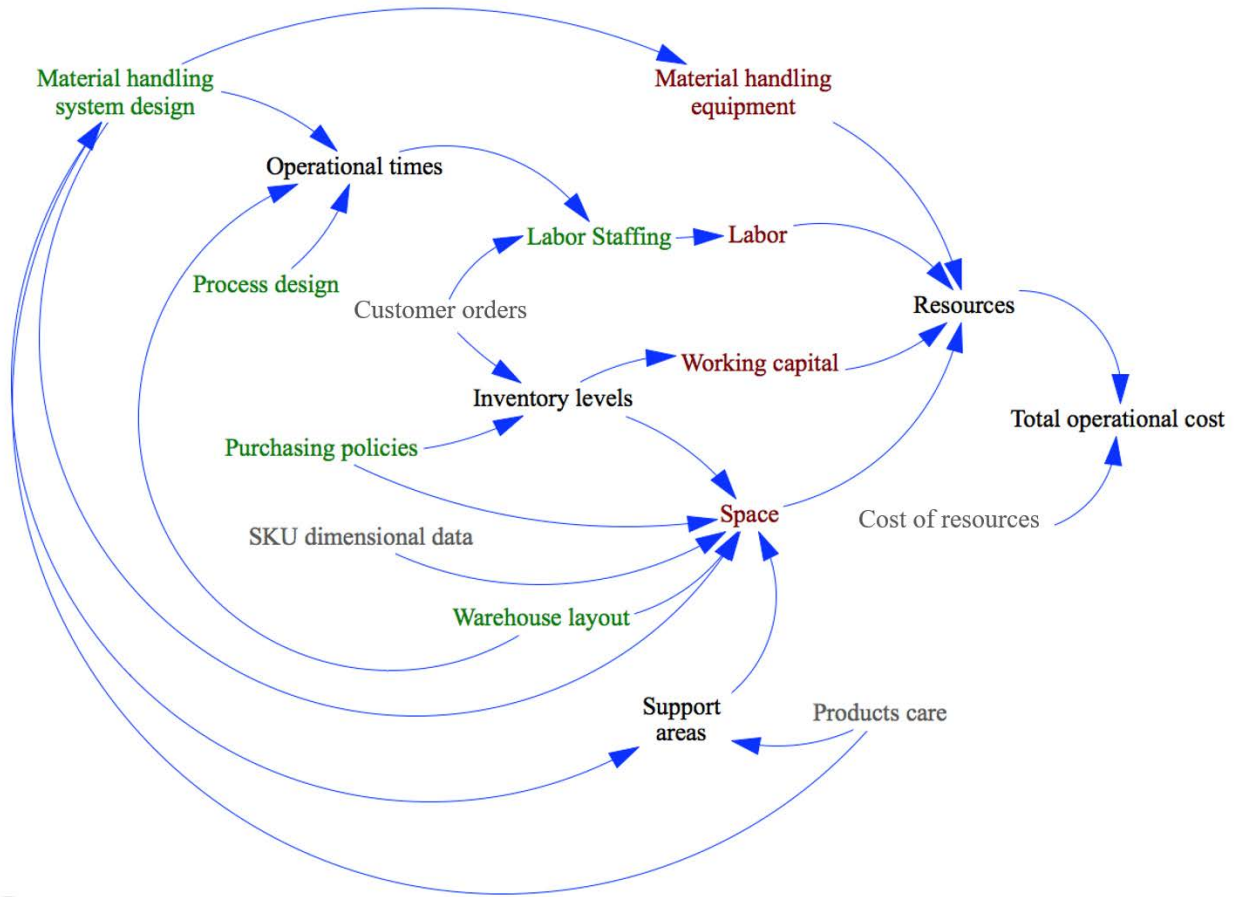 Material handling
system design
Material handling
equipment
Operational times
Labor Staffing
Labor
Process design
Customer orders
Resources
Working capital
Inventory levels
Total operational cost
Purchasing policies
Space
Cost of resources
SKU dimensional data
Warehouse layout
Support
areas
Products care